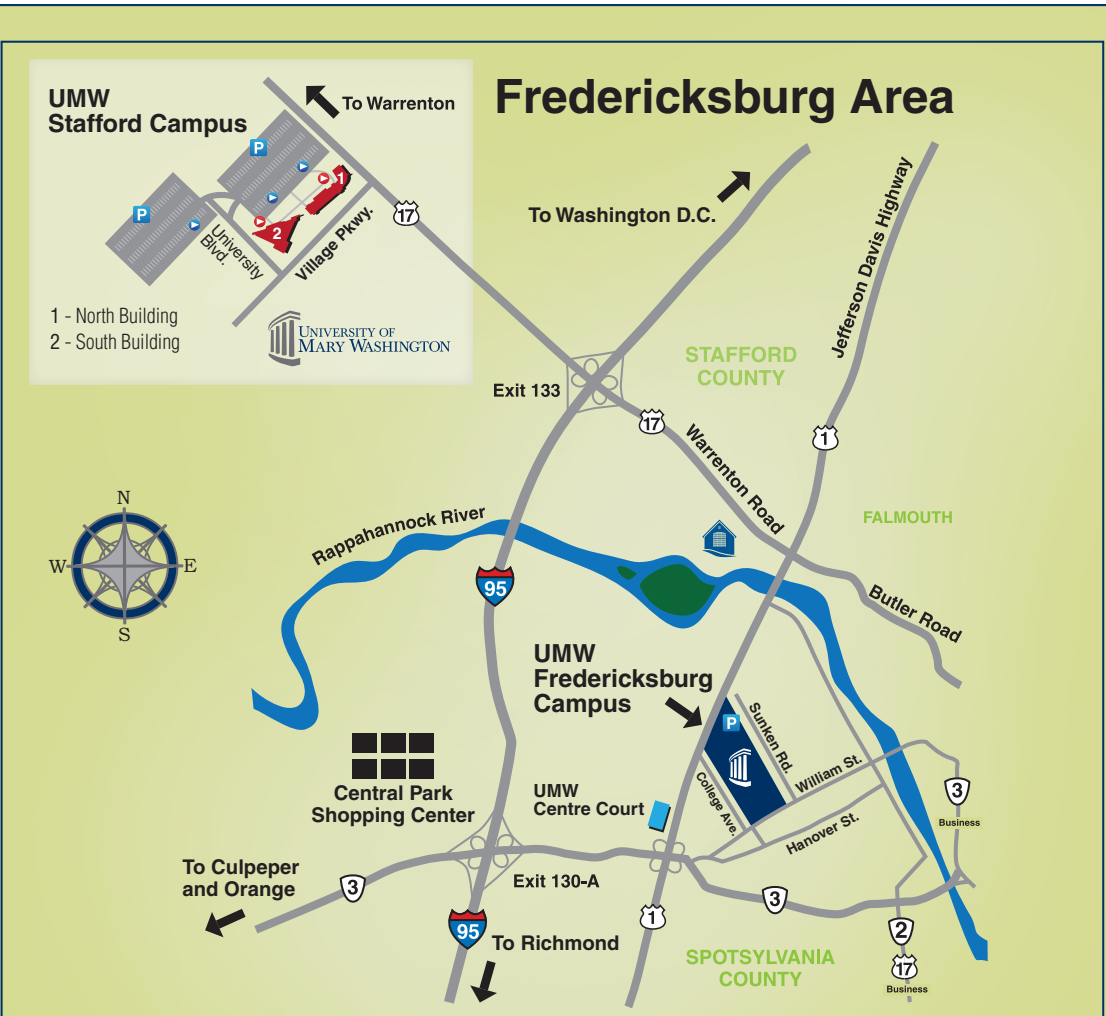 Fredericksburg Area
UMW
Stafford Campus
To Warrenton
P
P
1
2
17
University
Blvd.
Village Pkwy.
1 - North Building
2 - South Building
UNIVERSITY OF
MARY WASHINGTON
To Washington D.C.
Jefferson Davis Highway
STAFFORD
COUNTY
Exit 133
17
1
Warrenton Road
FALMOUTH
Rappahannock River
N
W
E
S
95
Butler Road
UMW
Fredericksburg
Campus
P
Sunken Rd.
William St.
College Ave.
Hanover St.
Central Park
Shopping Center
UMW
Centre Court
3
Business
To Culpeper
and Orange
3
Exit 130-A
3
95
To Richmond
1
2
17
Business
SPOTSYLVANIA
COUNTY